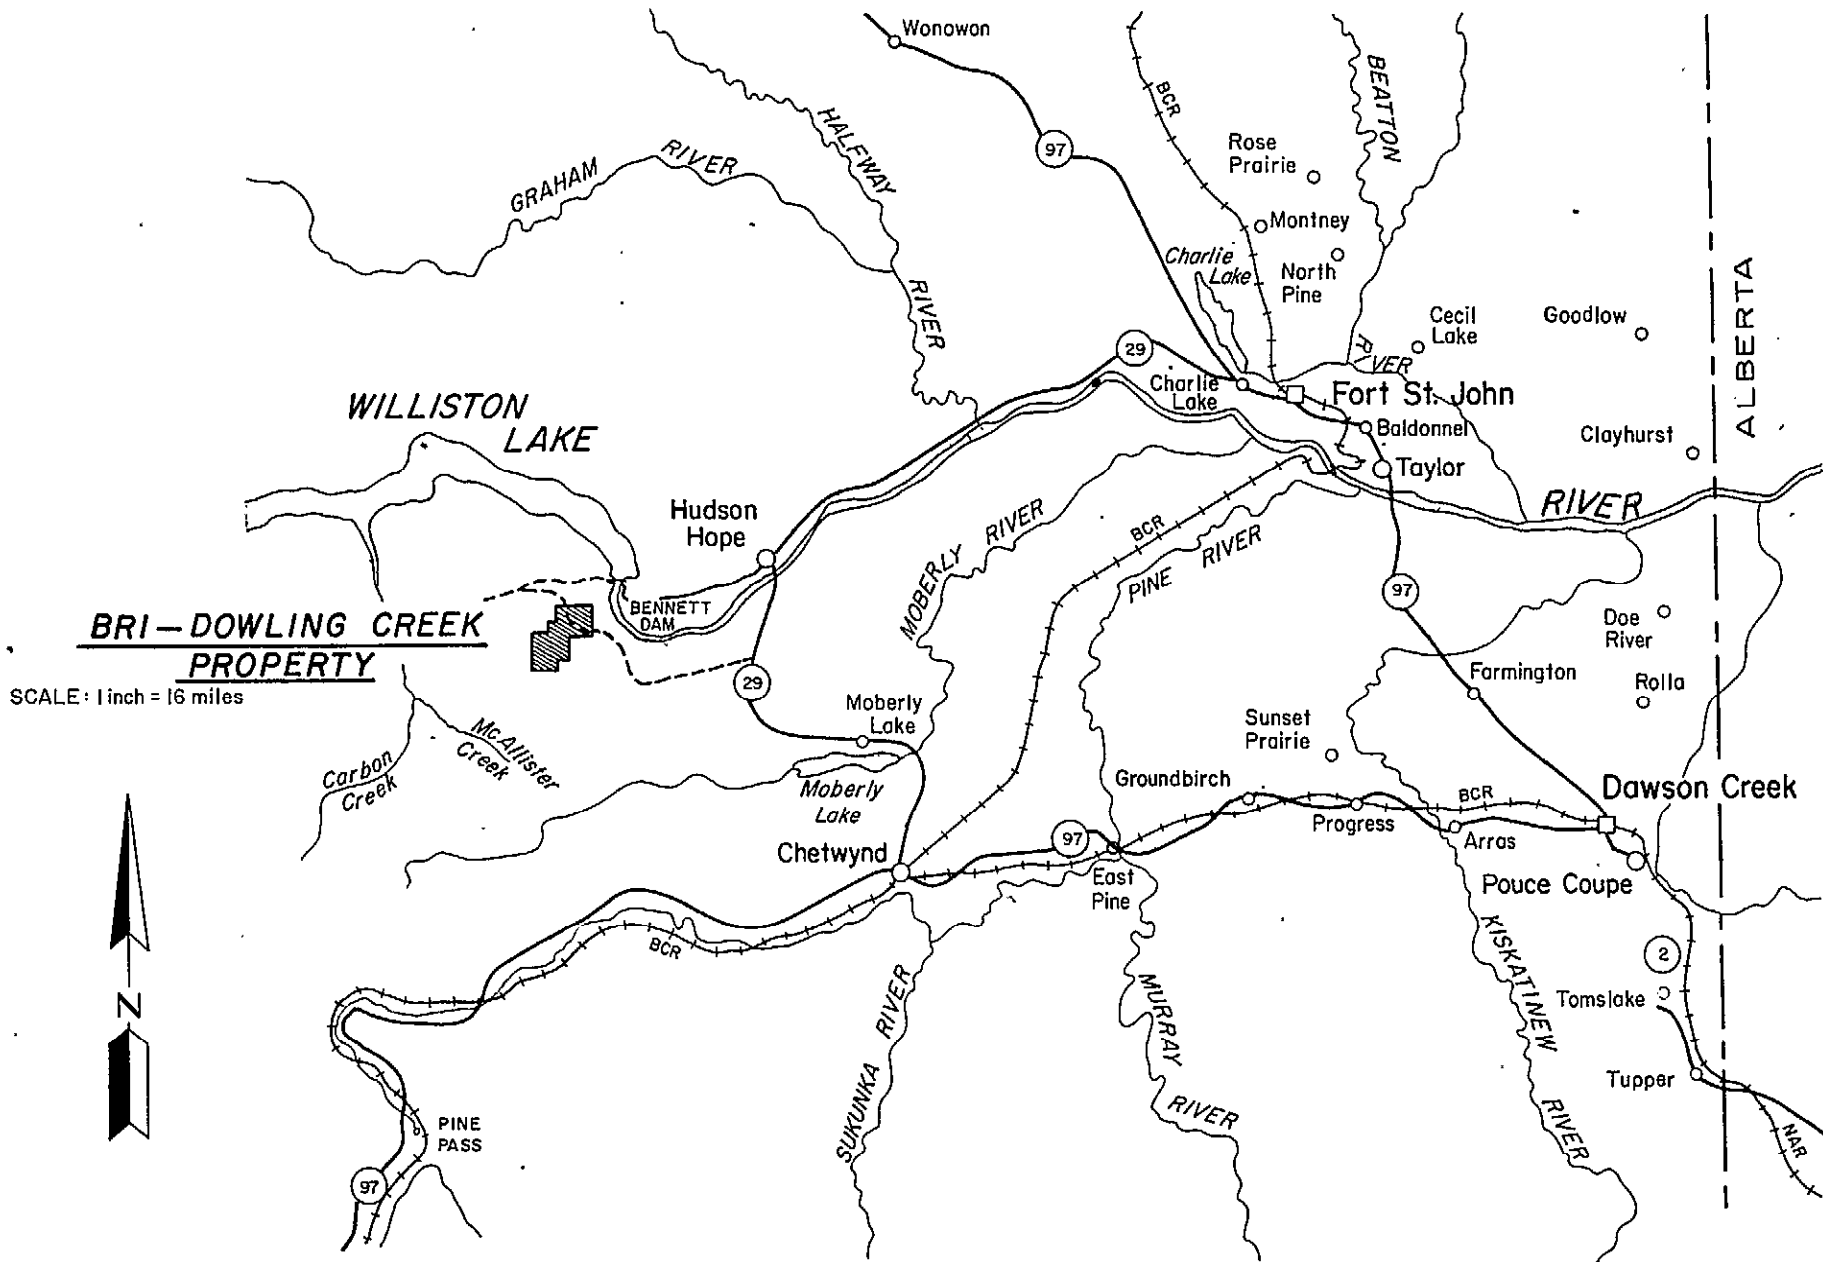 Wonowon
HALFWAY
BCR
BEATTON
97
Rose
Prairie
GRAHAM
RIVER
Montney
Charlie
Lake
North
Pine
RIVER
Cecil
Lake
Goodlow
ALBERTA
29
RIVER
Charlie
Lake
Fort St. John
WILLISTON
LAKE
Baldonnel
Clayhurst
Taylor
Hudson
Hope
RIVER
MOBERLY RIVER
BCR
PINE RIVER
97
BENNETT
DAM
BRI-DOWLING CREEK
PROPERTY
SCALE: 1 inch = 16 miles
Doe
River
Farmington
Rolla
29
Moberly
Lake
McAllister
Creek
Carbon
Creek
Sunset
Prairie
Moberly
Lake
Groundbirch
BCR
Dawson Creek
Progress
Arras
Chetwynd
97
East
Pine
Pouce Coupe
BCR
2
KISKATINEW
RIVER
SUKUNKA RIVER
MURRAY
RIVER
Tomslake
N
Tupper
PINE
PASS
NAR
97